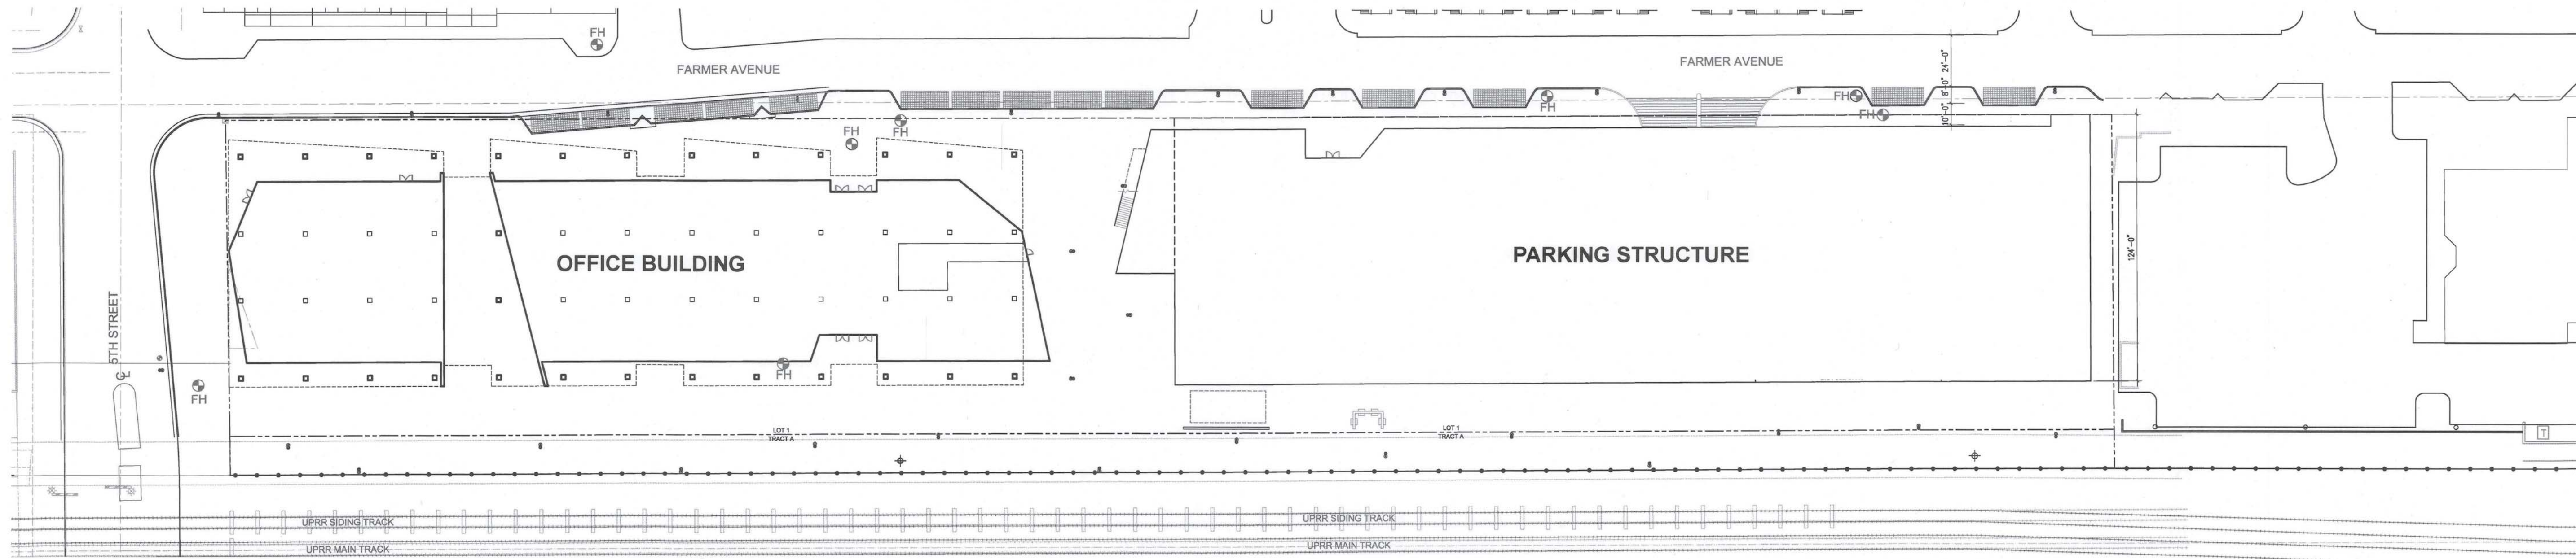 FH
FARMER AVENUE
FARMER AVENUE
24'-0"
8'-0"
10'-0"
FH
FH
FH
FH
FH
OFFICE BUILDING
PARKING STRUCTURE
124'-0"
5TH STREET
℄
FH
FH
LOT 1
TRACT A
LOT 1
TRACT A
T
UPRR SIDING TRACK
UPRR SIDING TRACK
UPRR MAIN TRACK
UPRR MAIN TRACK